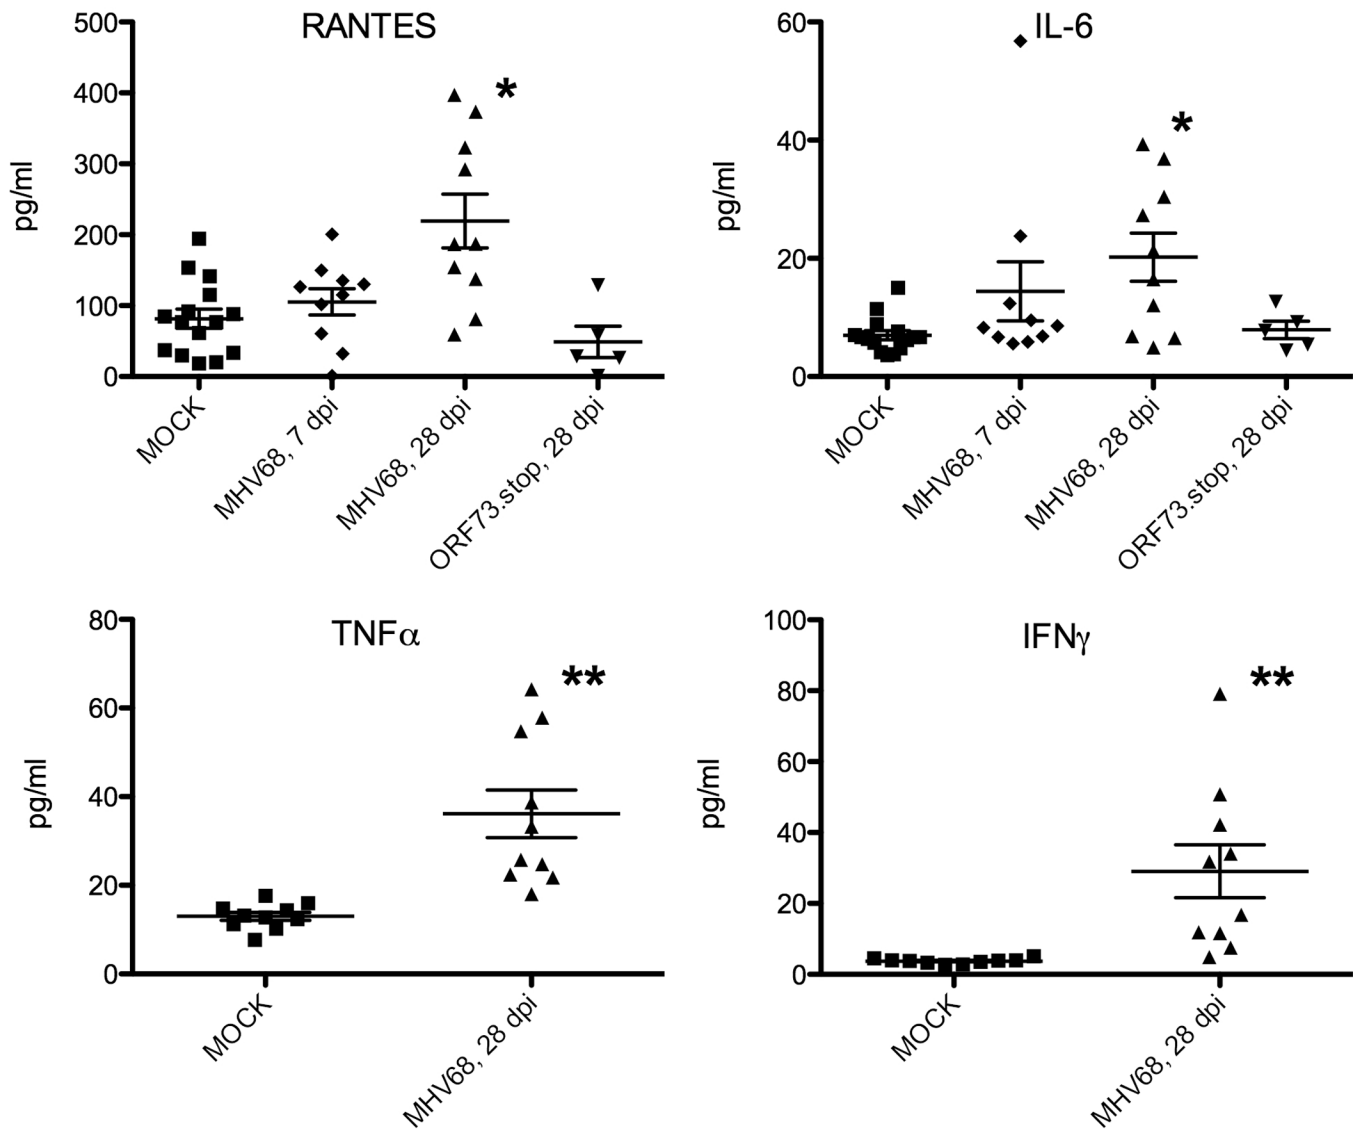 RANTES
500
400
300
200
100
0
pg/ml
*
MOCK
MHV68, 7 dpi
MHV68, 28 dpi
ORF73.stop, 28 dpi
IL-6
60
40
20
0
pg/ml
*
MOCK
MHV68, 7 dpi
MHV68, 28 dpi
ORF73.stop, 28 dpi
TNFα
80
60
40
20
0
pg/ml
**
MOCK
MHV68, 28 dpi
IFNγ
100
80
60
40
20
0
pg/ml
**
MOCK
MHV68, 28 dpi